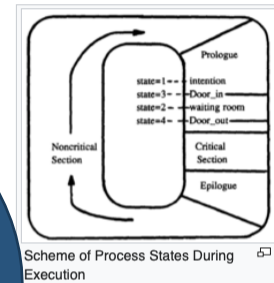 Prologue
state=1-- intention
state=3-- Door_in
state=2--waiting room
state=4-- Door_out
Noncritical
Section
Critical
Section
Epilogue
Scheme of Process States During
Execution